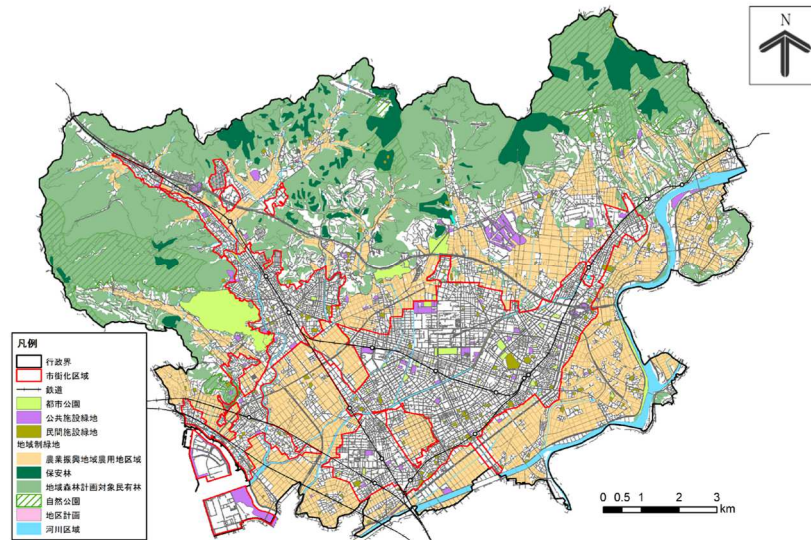 N
凡例
行政界
市街化区域
鉄道
都市公園
公共施設緑地
民間施設緑地
地域制緑地
農業振興地域農用地区域
保安林
地域森林計画対象民有林
自然公園
地区計画
河川区域
0 0.5 1 2 3
km